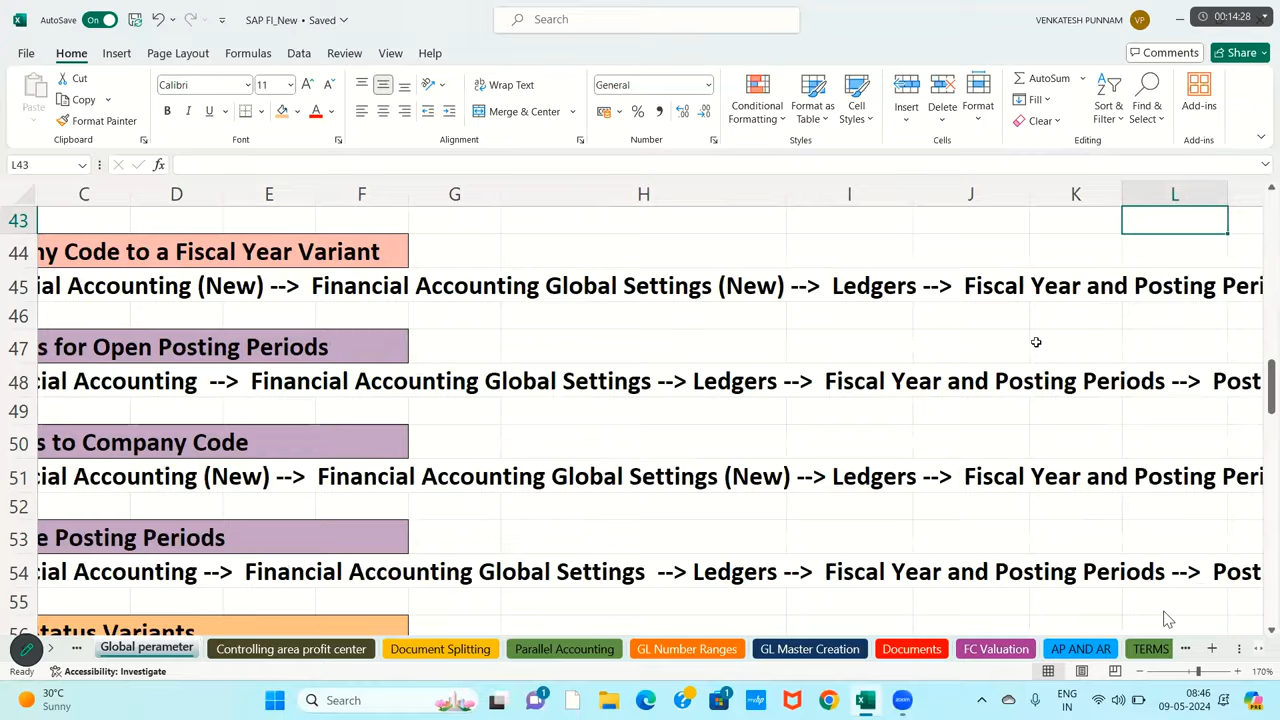 AutoSave On SAP FI_New • Saved Search VENKATESH PUNNAM VP 00:14:28
File Home Insert Page Layout Formulas Data Review View Help Comments Share
Cut Calibri 11 Wrap Text General AutoSum
Paste Copy Conditional Formatting Format as Table Cell Styles Insert Delete Format Fill Sort & Filter Find & Select Add-ins
Format Painter B I U Merge & Center Clear
Clipboard Font Alignment Number Styles Cells Editing Add-ins
L43 fx
C D E F G H I J K L
43
44 ny Code to a Fiscal Year Variant
45 ial Accounting (New) --> Financial Accounting Global Settings (New) --> Ledgers --> Fiscal Year and Posting Peri
46
47 s for Open Posting Periods
48 cial Accounting --> Financial Accounting Global Settings --> Ledgers --> Fiscal Year and Posting Periods --> Post
49
50 s to Company Code
51 cial Accounting (New) --> Financial Accounting Global Settings (New) --> Ledgers --> Fiscal Year and Posting Peri
52
53 e Posting Periods
54 cial Accounting --> Financial Accounting Global Settings --> Ledgers --> Fiscal Year and Posting Periods --> Post
55
56 tatus Variants
Global perameter Controlling area profit center Document Splitting Parallel Accounting GL Number Ranges GL Master Creation Documents FC Valuation AP AND AR TERMS
Ready Accessibility: Investigate 170%
30°C Search 1 1 ENG 08:46
Sunny IN 09-05-2024